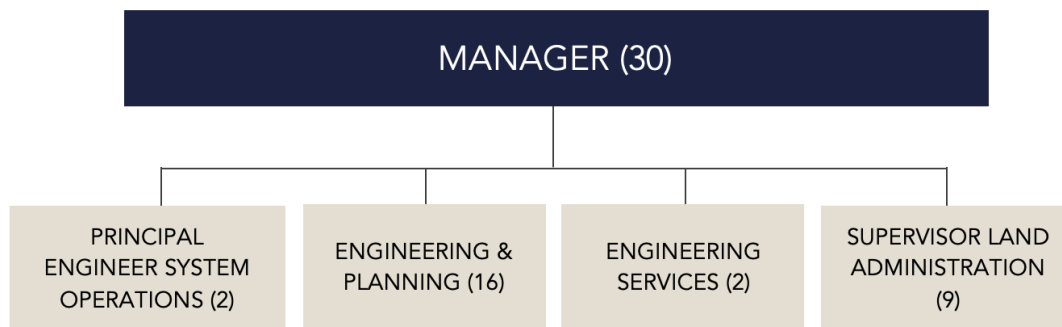 MANAGER (30)
PRINCIPAL
ENGINEER SYSTEM
OPERATIONS (2)
ENGINEERING &
PLANNING (16)
ENGINEERING
SERVICES (2)
SUPERVISOR LAND
ADMINISTRATION
(9)